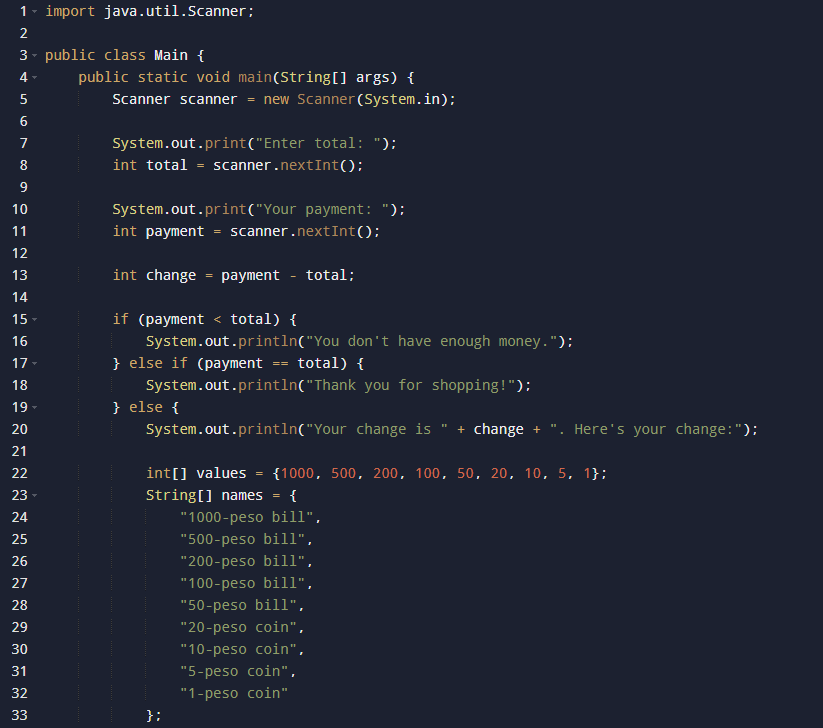 1 import java.util.Scanner;
2
3 public class Main {
4     public static void main(String[] args) {
5         Scanner scanner = new Scanner(System.in);
6
7         System.out.print("Enter total: ");
8         int total = scanner.nextInt();
9
10         System.out.print("Your payment: ");
11         int payment = scanner.nextInt();
12
13         int change = payment - total;
14
15         if (payment < total) {
16             System.out.println("You don't have enough money.");
17         } else if (payment == total) {
18             System.out.println("Thank you for shopping!");
19         } else {
20             System.out.println("Your change is " + change + ". Here's your change:");
21
22             int[] values = {1000, 500, 200, 100, 50, 20, 10, 5, 1};
23             String[] names = {
24                 "1000-peso bill",
25                 "500-peso bill",
26                 "200-peso bill",
27                 "100-peso bill",
28                 "50-peso bill",
29                 "20-peso coin",
30                 "10-peso coin",
31                 "5-peso coin",
32                 "1-peso coin"
33             };